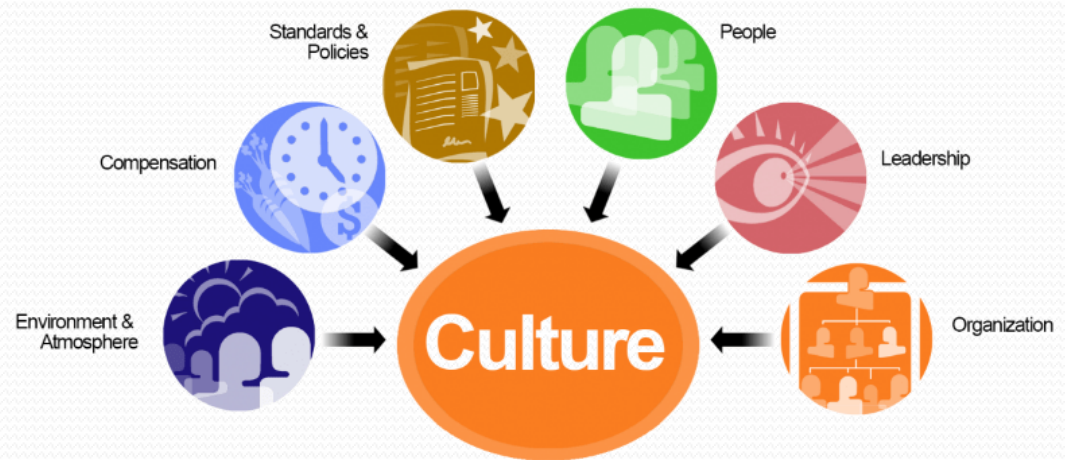 Standards &
Policies
People
Compensation
Leadership
$
Environment &
Atmosphere
Culture
Organization